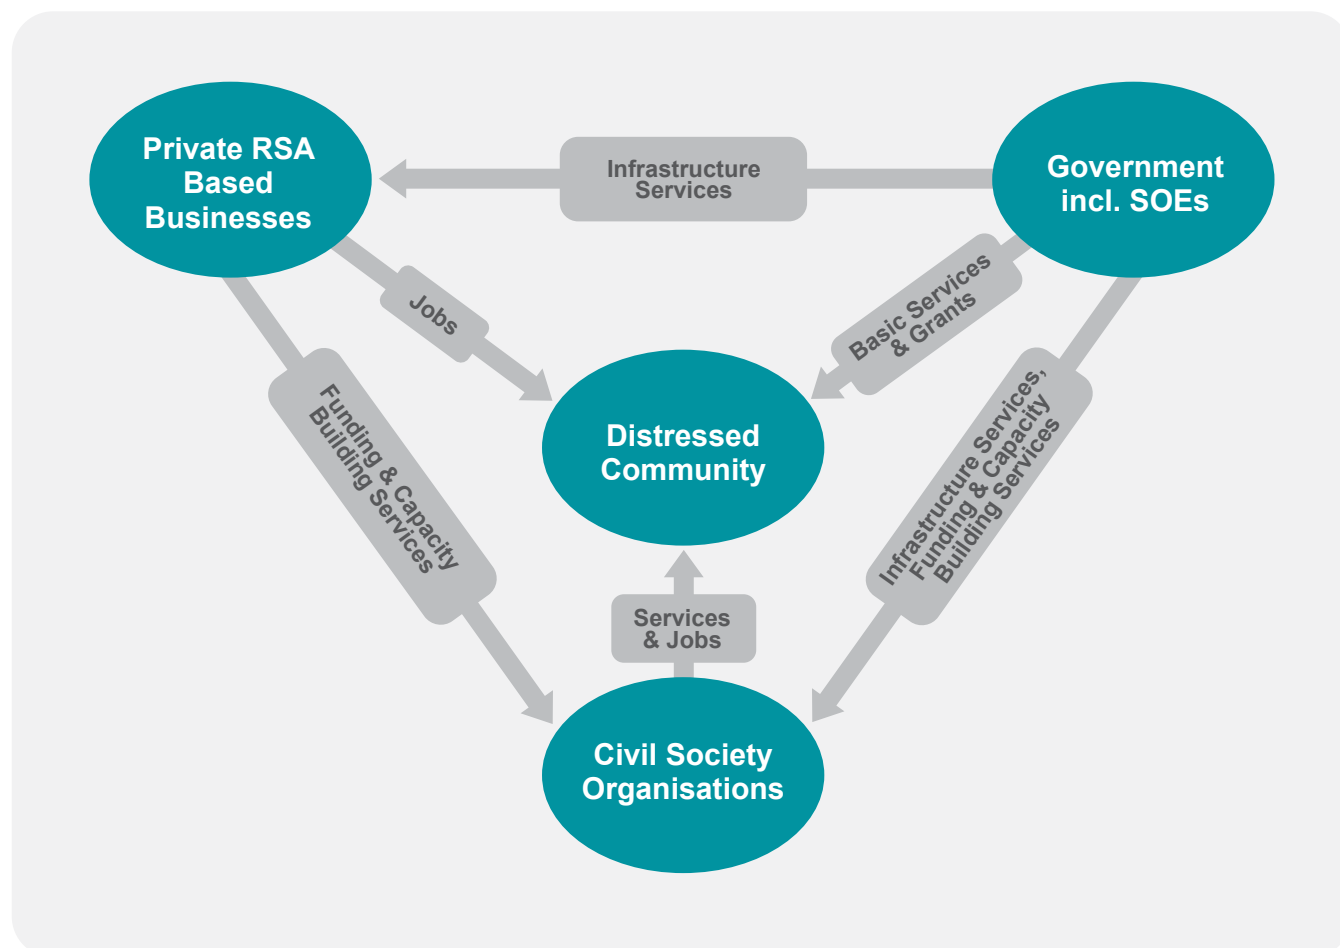 Private RSA
Based
Businesses
Infrastructure
Services
Government
incl. SOEs
Jobs
Basic Services
& Grants
Funding & Capacity
Building Services
Distressed
Community
Infrastructure Services,
Funding & Capacity
Building Services
Services
& Jobs
Civil Society
Organisations